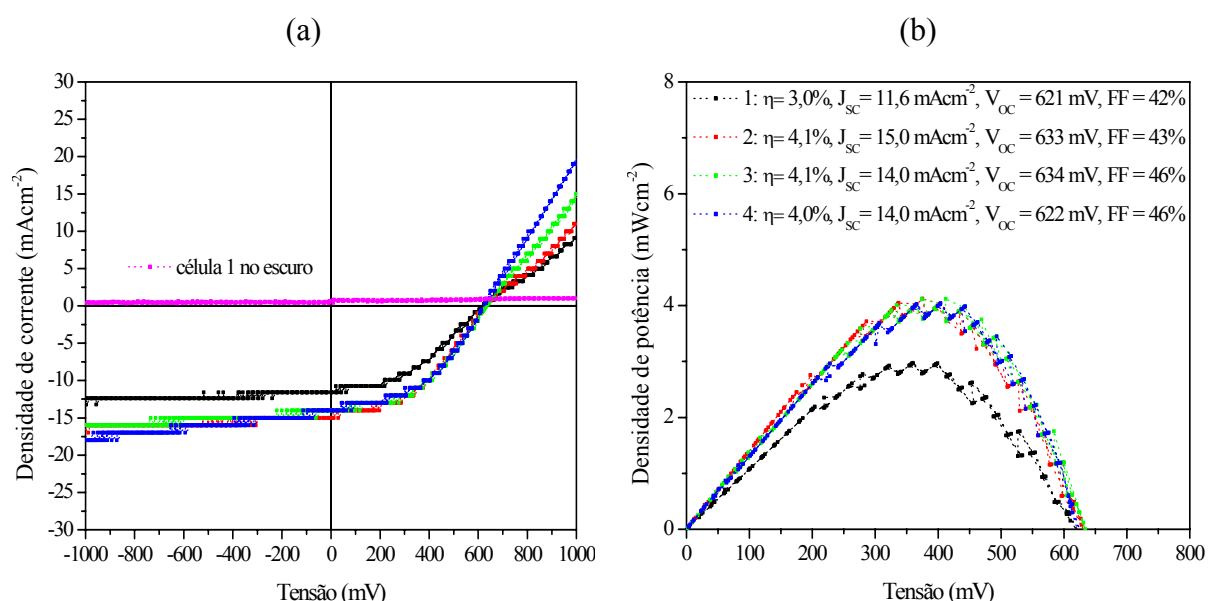 (a)
Densidade de corrente (mAcm-2)
30
25
20
15
10
5
0
-5
-10
-15
-20
-25
-30
célula 1 no escuro
-1000 -800 -600 -400 -200 0 200 400 600 800 1000
Tensão (mV)
(b)
Densidade de potência (mWcm-2)
8
6
4
2
0
1: η= 3,0%, JSC= 11,6 mAcm-2, VOC = 621 mV, FF = 42%
2: η= 4,1%, JSC= 15,0 mAcm-2, VOC = 633 mV, FF = 43%
3: η= 4,1%, JSC= 14,0 mAcm-2, VOC = 634 mV, FF = 46%
4: η= 4,0%, JSC= 14,0 mAcm-2, VOC = 622 mV, FF = 46%
0 100 200 300 400 500 600 700 800
Tensão (mV)